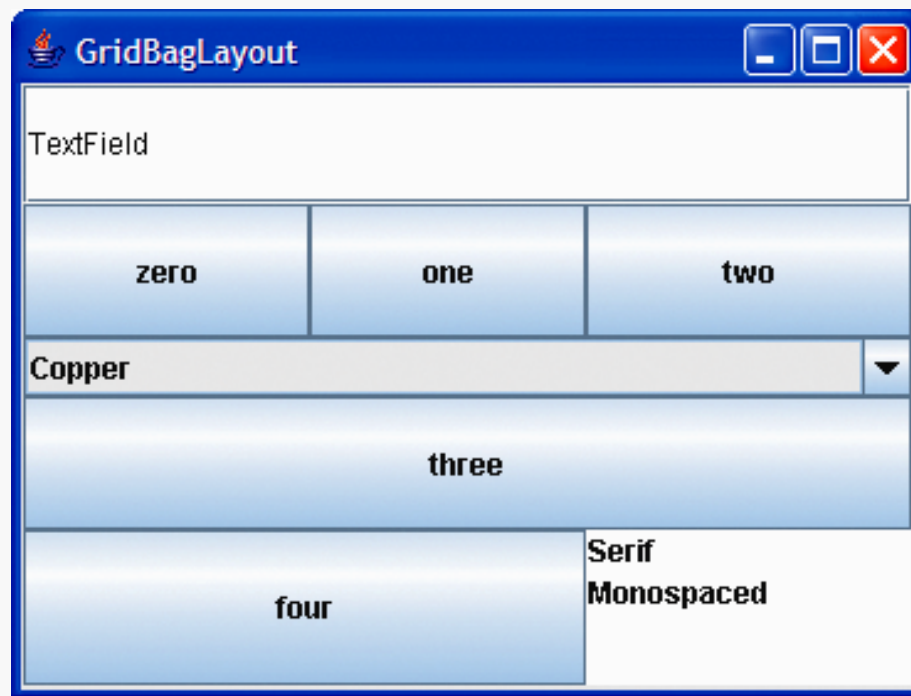 GridBagLayout
TextField
zero one two
Copper
three
four
Serif
Monospaced